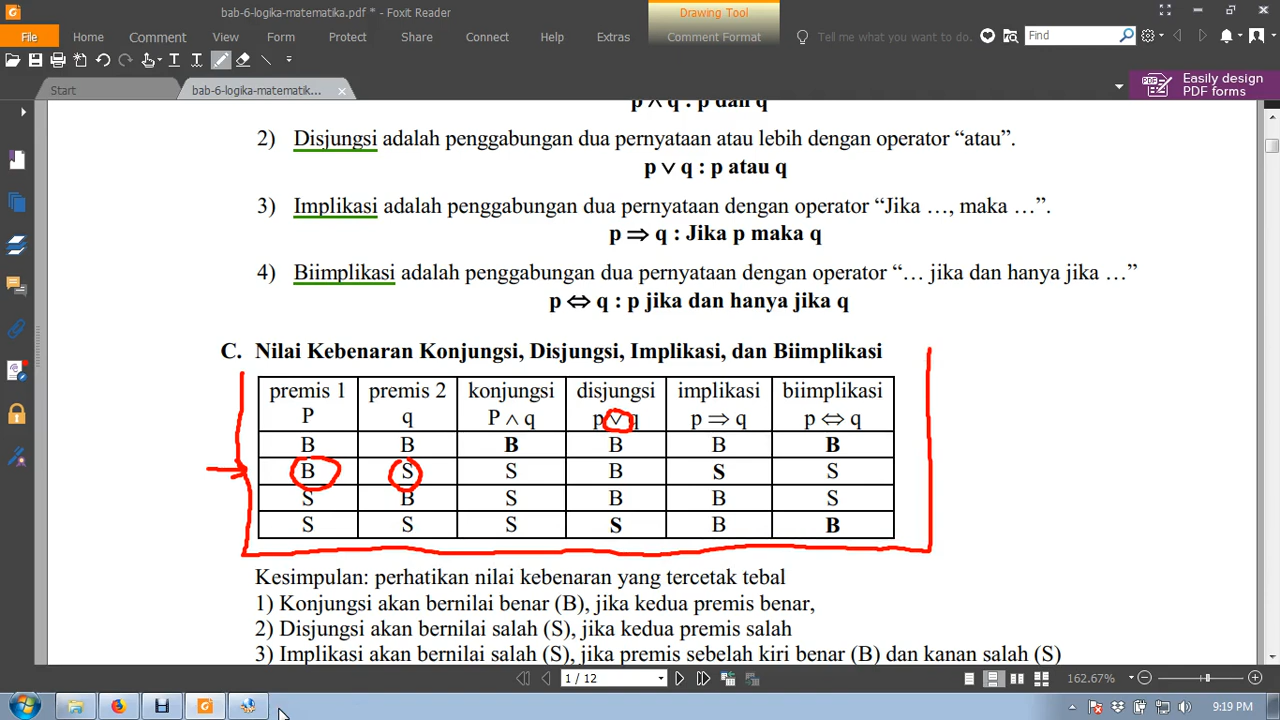 bab-6-logika-matematika.pdf * - Foxit Reader
Drawing Tool
File Home Comment View Form Protect Share Connect Help Extras Comment Format Tell me what you want to do.. Find
Start bab-6-logika-matematik... Easily design
PDF forms
p ∧ q : p dan q
2) Disjungsi adalah penggabungan dua pernyataan atau lebih dengan operator “atau”.
p ∨ q : p atau q
3) Implikasi adalah penggabungan dua pernyataan dengan operator “Jika …, maka …”.
p ⇒ q : Jika p maka q
4) Biimplikasi adalah penggabungan dua pernyataan dengan operator “… jika dan hanya jika …”
p ⇔ q : p jika dan hanya jika q
C. Nilai Kebenaran Konjungsi, Disjungsi, Implikasi, dan Biimplikasi
premis 1 premis 2 konjungsi disjungsi implikasi biimplikasi
P q P ∧ q p ∨ q p ⇒ q p ⇔ q
B B B B B B
B S S B S S
S B S B B S
S S S S B B
Kesimpulan: perhatikan nilai kebenaran yang tercetak tebal
1) Konjungsi akan bernilai benar (B), jika kedua premis benar,
2) Disjungsi akan bernilai salah (S), jika kedua premis salah
3) Implikasi akan bernilai salah (S), jika premis sebelah kiri benar (B) dan kanan salah (S)
1 / 12 162.67%
9:19 PM